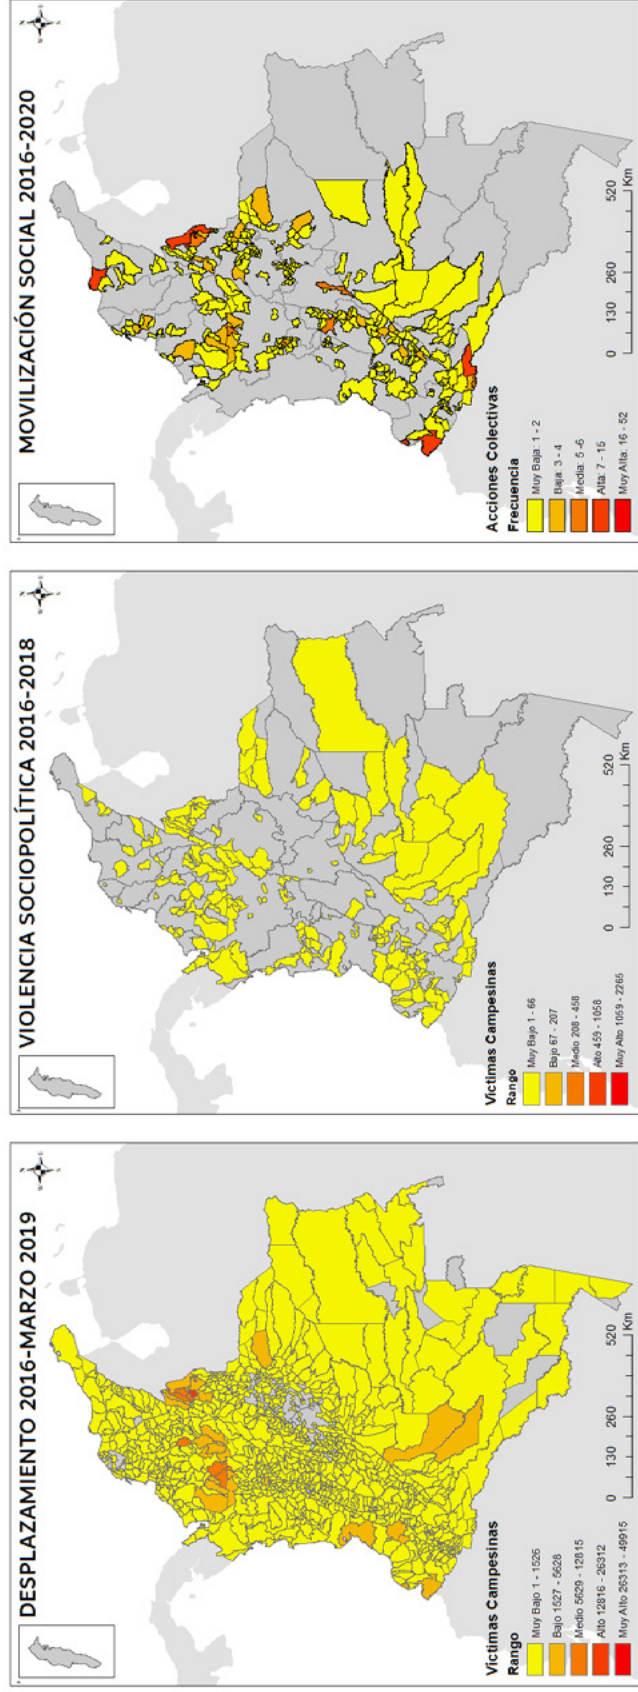 DESPLAZAMIENTO 2016-MARZO 2019
N
W
E
S
Victimas Campesinas
Rango
Muy Bajo 1 - 1526
Bajo 1527 - 5628
Medio 5629 - 12815
Alto 12816 - 26312
Muy Alto 26313 - 49915
0 130 260 520
Km
VIOLENCIA SOCIOPOLÍTICA 2016-2018
N
W
E
S
Victimas Campesinas
Rango
Muy Bajo 1 - 66
Bajo 67 - 207
Medio 208 - 458
Alto 459 - 1058
Muy Alto 1059 - 2265
0 130 260 520
Km
MOVILIZACIÓN SOCIAL 2016-2020
N
W
E
S
Acciones Colectivas
Frecuencia
Muy Baja: 1 - 2
Baja: 3 - 4
Media: 5 -6
Alta: 7 - 15
Muy Alta: 16 - 52
0 130 260 520
Km